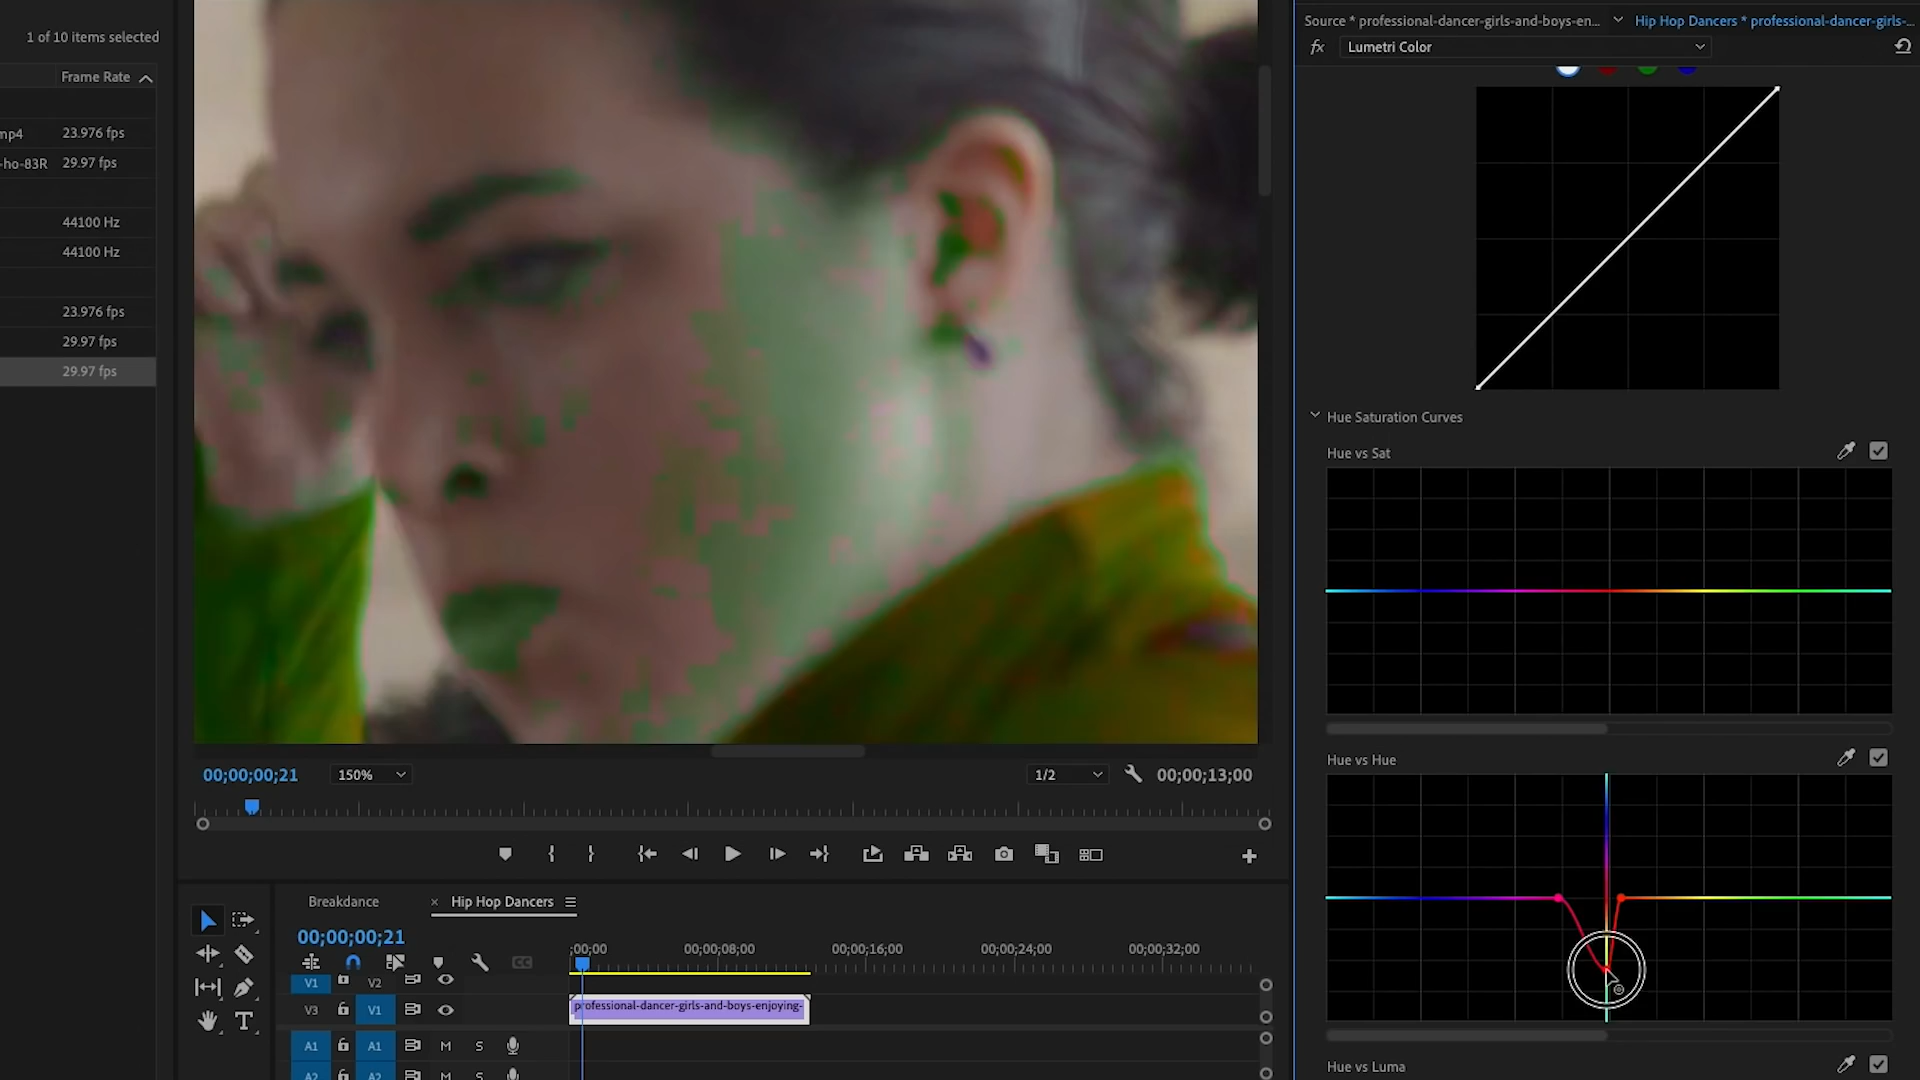 1 of 10 items selected
Frame Rate
mp4 23.976 fps
-ho-83R 29.97 fps
44100 Hz
44100 Hz
23.976 fps
29.97 fps
29.97 fps
Source * professional-dancer-girls-and-boys-en...
Hip Hop Dancers * professional-dancer-girls-...
fx Lumetri Color
Hue Saturation Curves
Hue vs Sat
Hue vs Hue
Hue vs Luma
00;00;00;21 150% 1/2 00;00;13;00
Breakdance × Hip Hop Dancers
00;00;00;21
;00;00 00;00;08;00 00;00;16;00 00;00;24;00 00;00;32;00
CC
V1 V2
V3 V1 professional-dancer-girls-and-boys-enjoying-
A1 A1 M S
A2 A2 M S